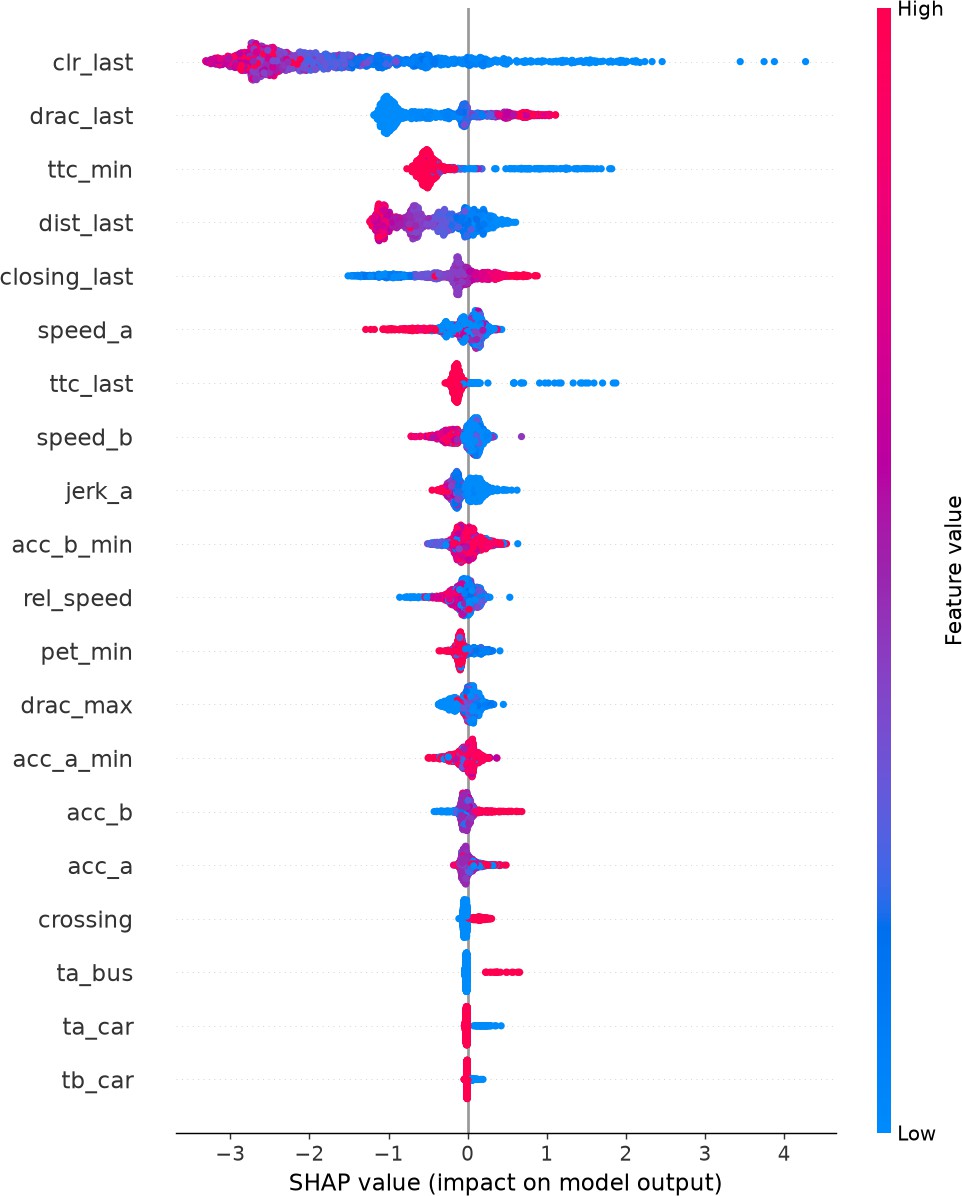 High
clr_last
drac_last
ttc_min
dist_last
closing_last
speed_a
ttc_last
speed_b
jerk_a
acc_b_min
rel_speed
pet_min
drac_max
acc_a_min
acc_b
acc_a
crossing
ta_bus
ta_car
tb_car
Feature value
Low
−3 −2 −1 0 1 2 3 4
SHAP value (impact on model output)